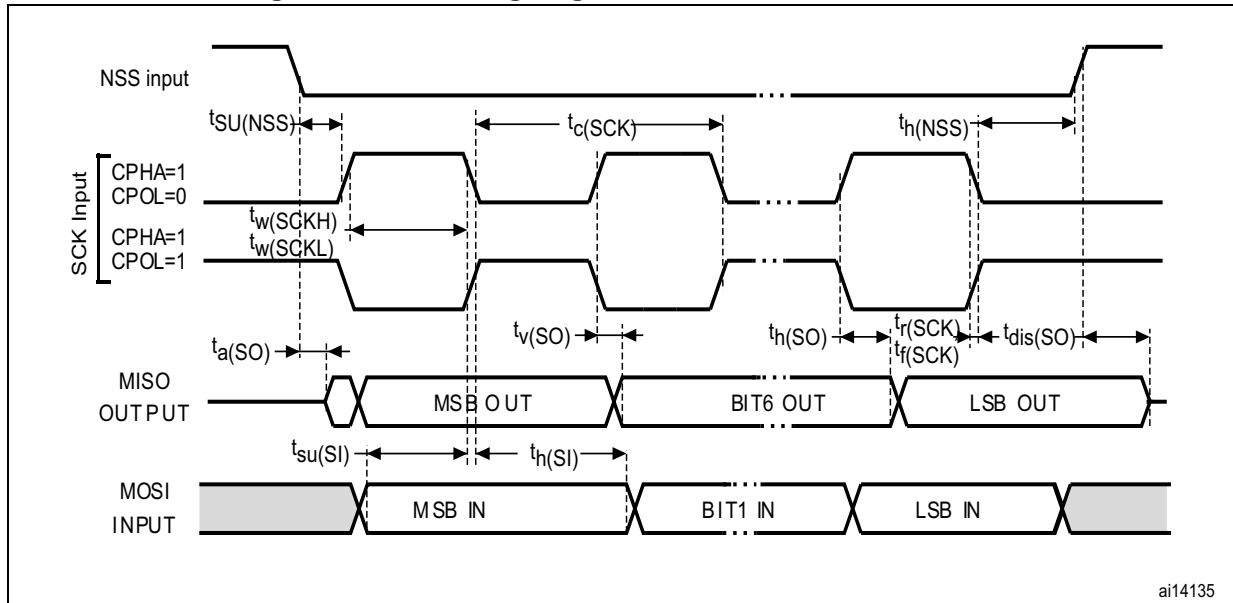 NSS input
tSU(NSS)
tc(SCK)
th(NSS)
SCK Input
CPHA=1
CPOL=0
tw(SCKH)
CPHA=1
tw(SCKL)
CPOL=1
ta(SO)
tv(SO)
th(SO)
tr(SCK)
tf(SCK)
tdis(SO)
MISO
OUTPUT
MSB OUT
BIT6 OUT
LSB OUT
tsu(SI)
th(SI)
MOSI
INPUT
MSB IN
BIT1 IN
LSB IN
ai14135